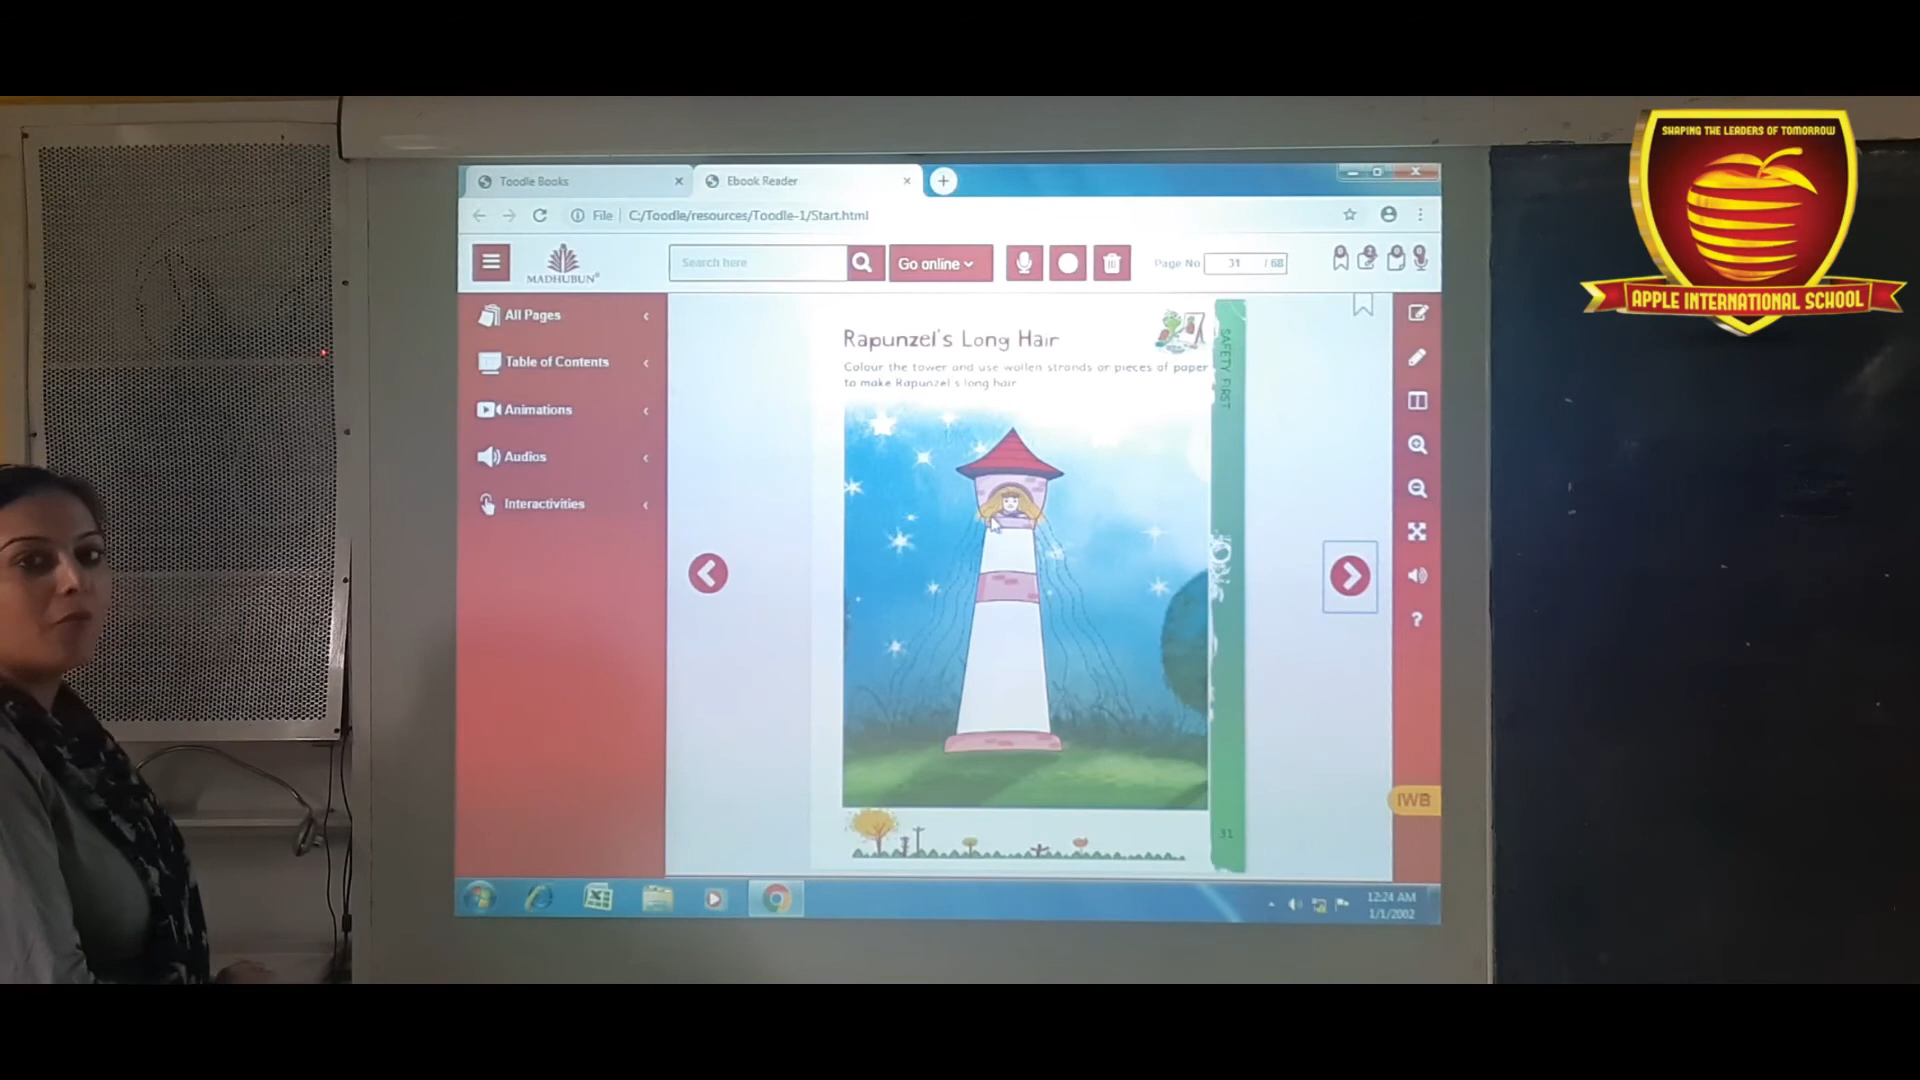 SHAPING THE LEADERS OF TOMORROW
APPLE INTERNATIONAL SCHOOL
Toodle Books
Ebook Reader
File
C:/Toodle/resources/Toodle-1/Start.html
MADHUBUN
Search here
Go online
Page No
31
/ 68
All Pages
Table of Contents
Animations
Audios
Interactivities
Rapunzel's Long Hair
Colour the tower and use wollen strands or pieces of paper
to make Rapunzel's long hair
SAFETY FIRST
31
IWB
12:24 AM
1/1/2002